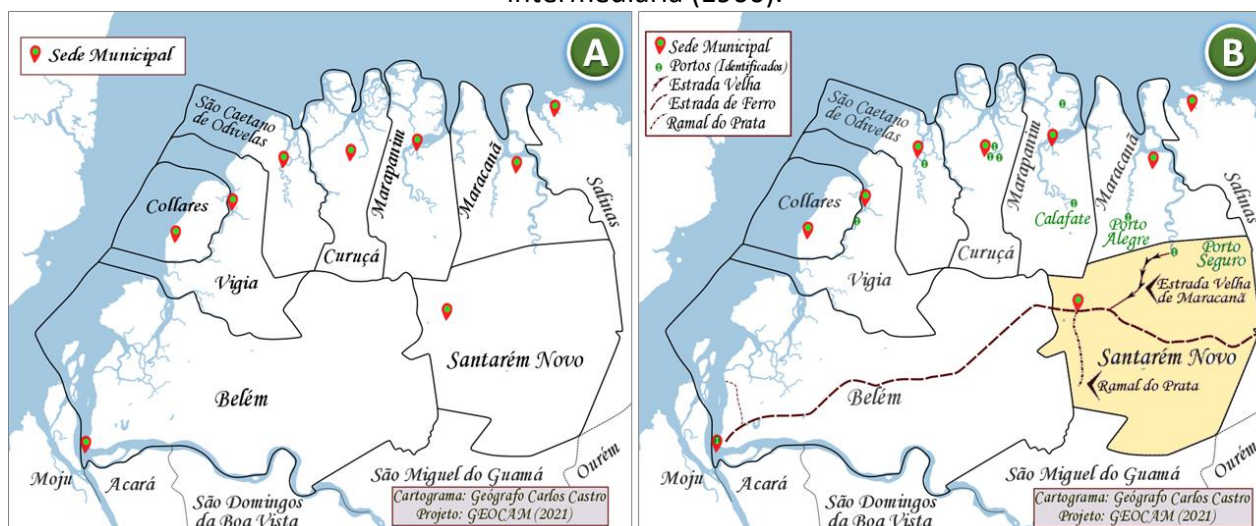 intermediária (1900).
A
Sede Municipal
São Caetano
de Odivelas
Collares
Vigia
Curuçá
Marapanim
Maracanã
Salinas
Santarém Novo
Belém
Moju
Acará
São Domingos
da Boa Vista
São Miguel do Guamá
Ourém
Cartograma: Geógrafo Carlos Castro
Projeto: GEOCAM (2021)
B
Sede Municipal
Portos (Identificados)
Estrada Velha
Estrada de Ferro
Ramal do Prata
São Caetano
de Odivelas
Collares
Vigia
Curuçá
Marapanim
Maracanã
Salinas
Calafate
Porto
Alegre
Porto
Seguro
Estrada Velha
de Maracanã
Santarém Novo
Ramal do Prata
Belém
Moju
Acará
São Domingos
da Boa Vista
São Miguel do Guamá
Ourém
Cartograma: Geógrafo Carlos Castro
Projeto: GEOCAM (2021)